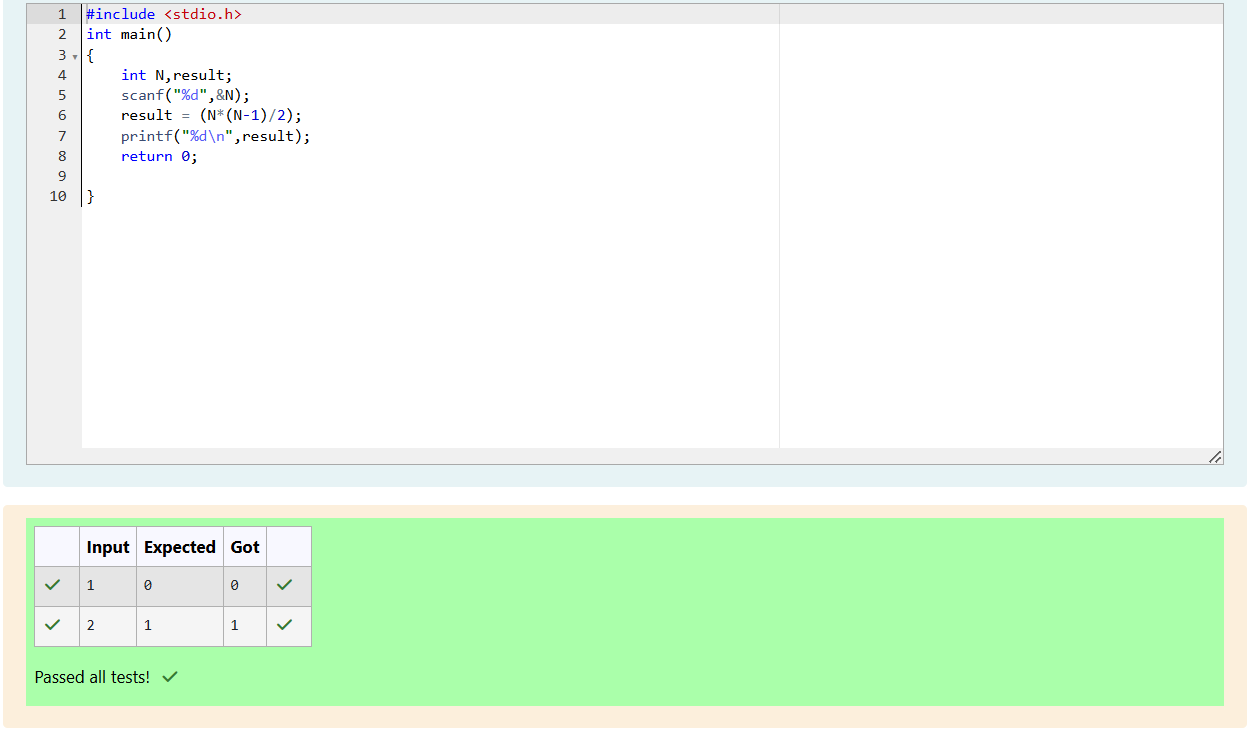 1 #include <stdio.h>
2 int main()
3 {
4     int N,result;
5     scanf("%d",&N);
6     result = (N*(N-1)/2);
7     printf("%d\n",result);
8     return 0;
9
10 }
Input Expected Got
1 0 0
2 1 1
Passed all tests!